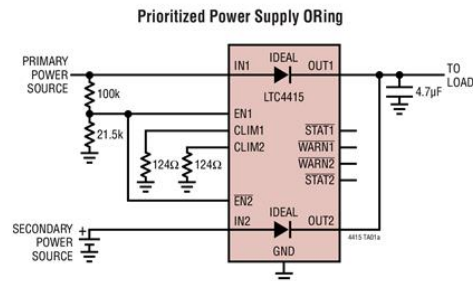 Prioritized Power Supply ORing
PRIMARY
POWER
SOURCE
100k
21.5k
IN1
IDEAL
OUT1
LTC4415
TO
LOAD
4.7µF
EN1
CLIM1
CLIM2
124Ω
124Ω
STAT1
WARN1
WARN2
STAT2
EN2
SECONDARY
POWER
SOURCE
+
IN2
IDEAL
OUT2
4415 TA01a
GND